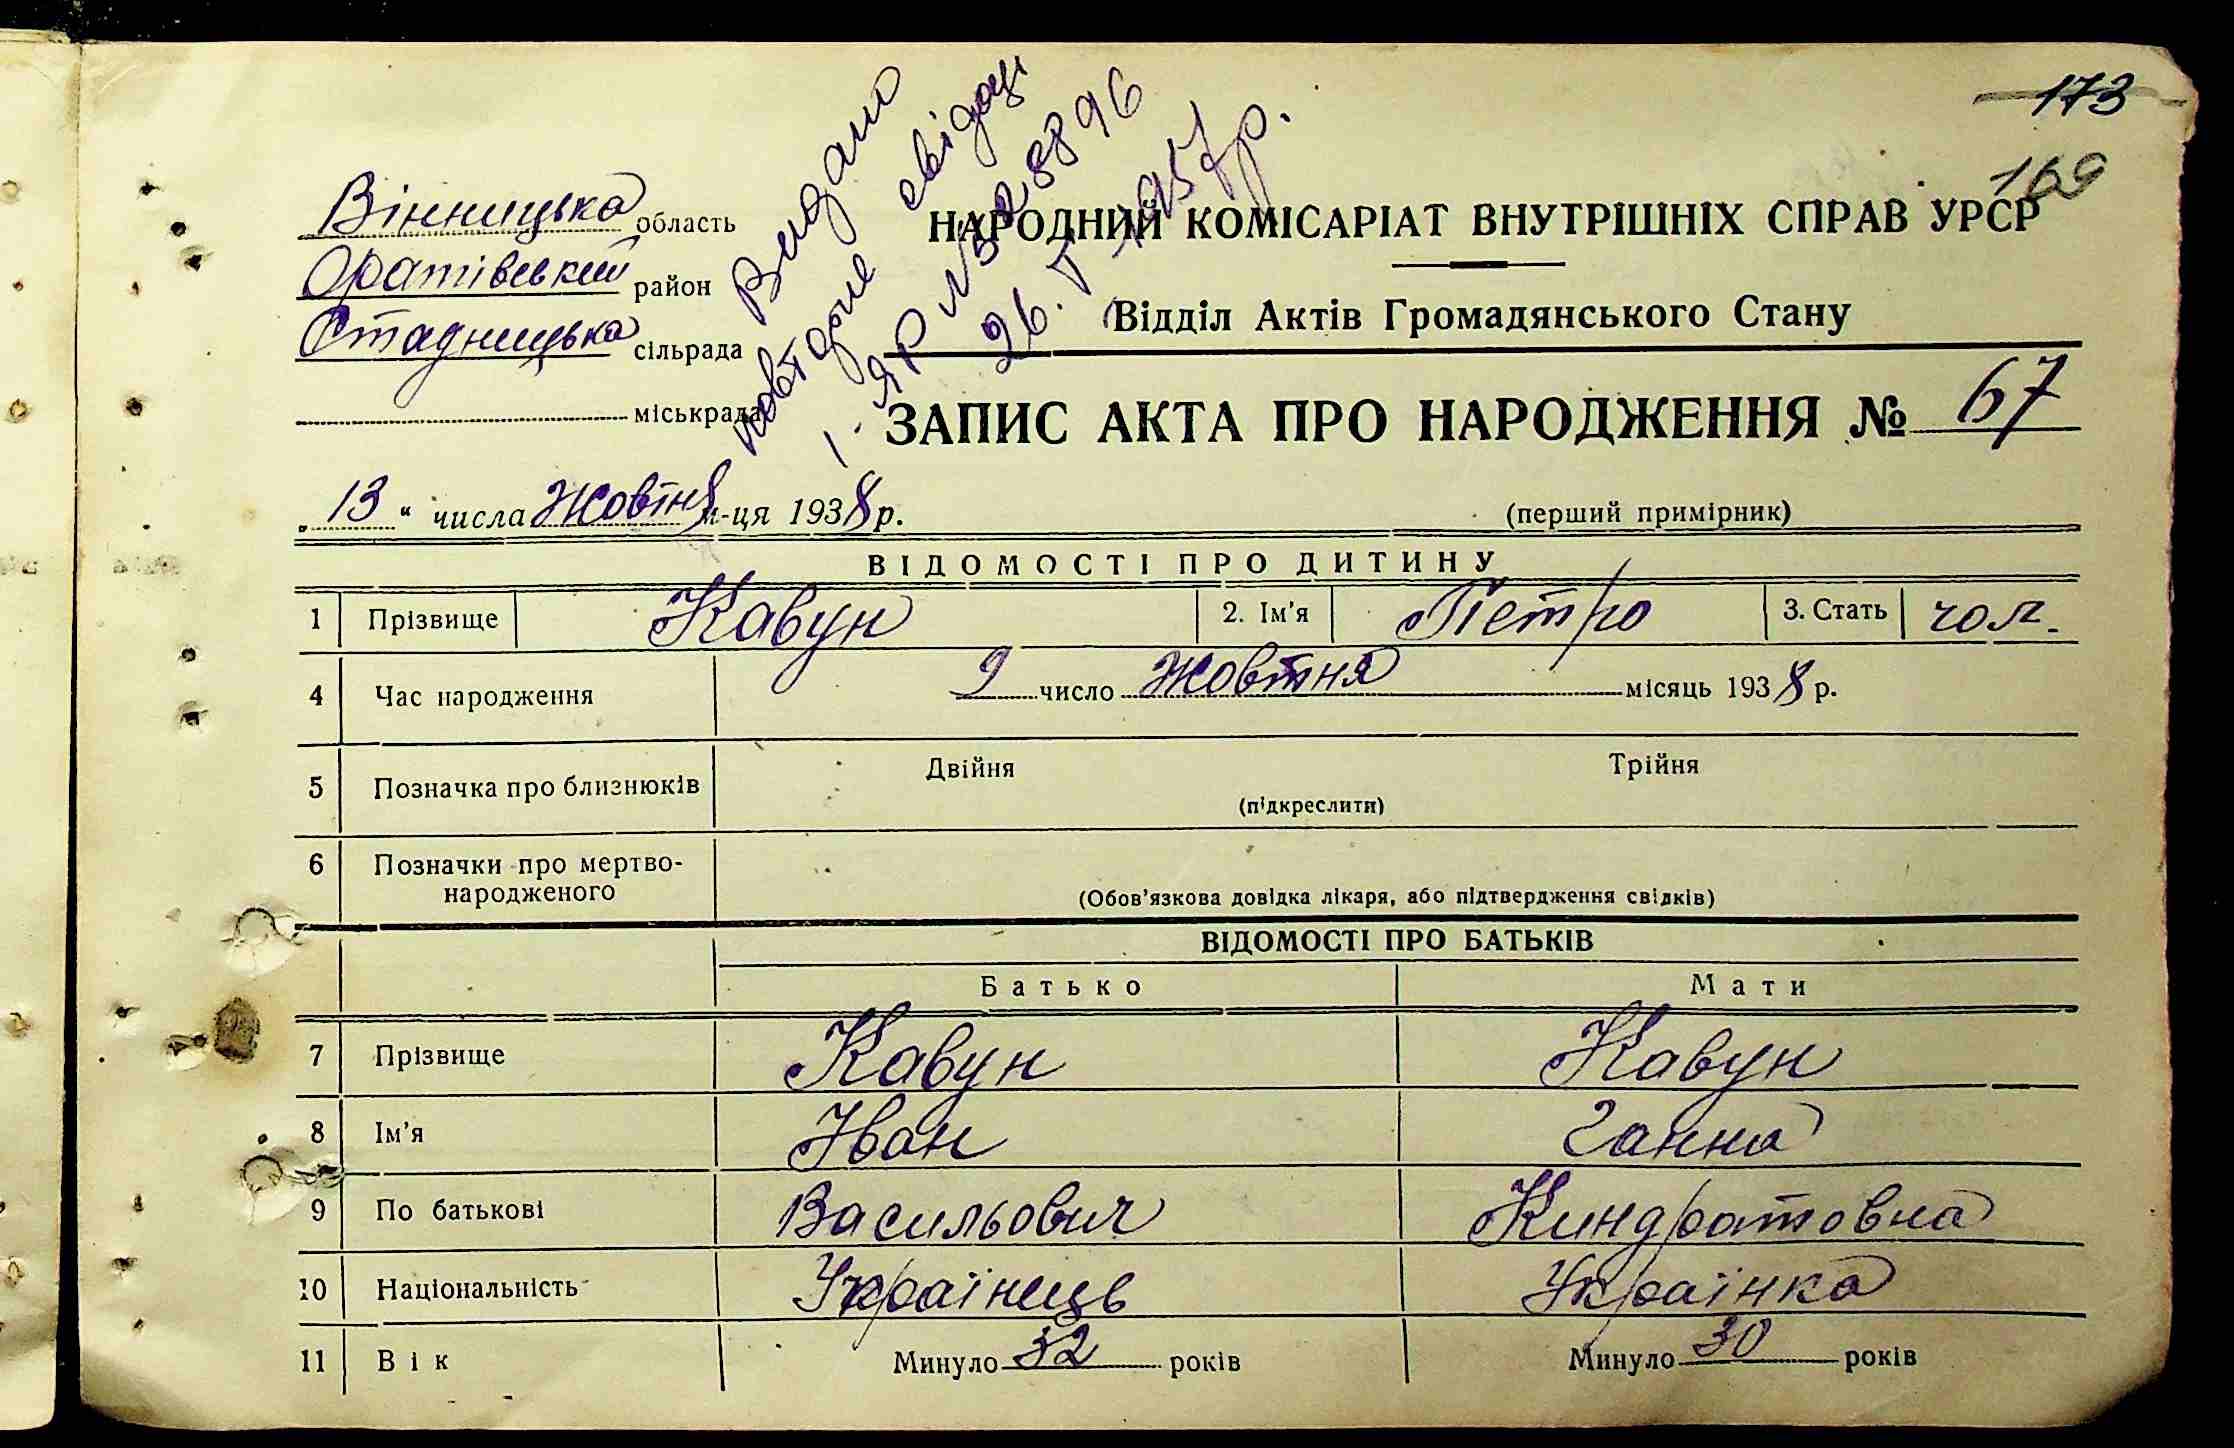 173
169
Видано
повторне свідоц
І-ЯР № 528896
26. V-1957 р.
Вінницька область
Оратівський район
Стадницька сільрада
міськрада
НАРОДНИЙ КОМІСАРІАТ ВНУТРІШНІХ СПРАВ УРСР
Відділ Актів Громадянського Стану
ЗАПИС АКТА ПРО НАРОДЖЕННЯ № 67
„ 13 “ числа Жовтня м-ця 1938 р.
(перший примірник)
ВІДОМОСТІ ПРО ДИТИНУ
1 Прізвище Кавун 2. Ім'я Петро 3. Стать чол.
4 Час народження 9 число Жовтня місяць 1938 р.
5 Позначка про близнюків Двійня Трійня
(підкреслити)
6 Позначки про мертво-
народженого
(Обов'язкова довідка лікаря, або підтвердження свідків)
ВІДОМОСТІ ПРО БАТЬКІВ
Батько Мати
7 Прізвище Кавун Кавун
8 Ім'я Іван Ганна
9 По батькові Васильович Киндратовна
10 Національність Українець Українка
11 Вік Минуло 32 років Минуло 30 років